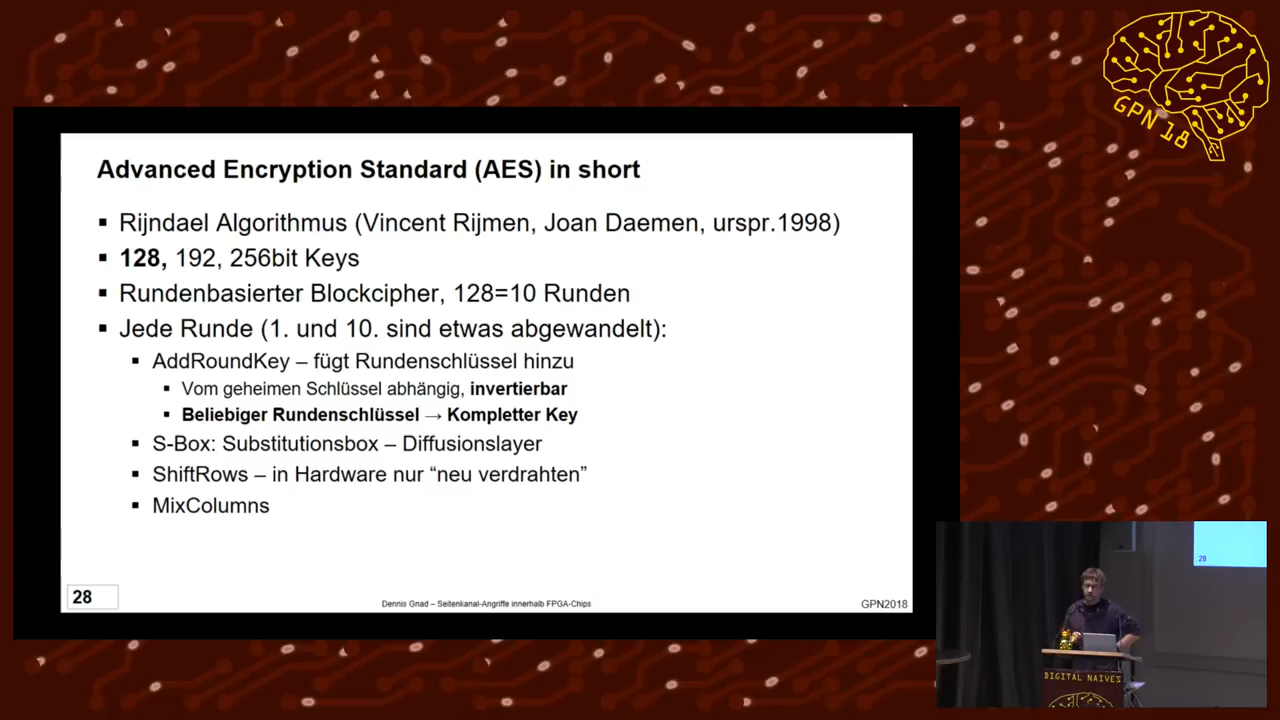 GPN 18
Advanced Encryption Standard (AES) in short
▪ Rijndael Algorithmus (Vincent Rijmen, Joan Daemen, urspr.1998)
▪ 128, 192, 256bit Keys
▪ Rundenbasierter Blockcipher, 128=10 Runden
▪ Jede Runde (1. und 10. sind etwas abgewandelt):
▪ AddRoundKey – fügt Rundenschlüssel hinzu
▪ Vom geheimen Schlüssel abhängig, invertierbar
▪ Beliebiger Rundenschlüssel → Kompletter Key
▪ S-Box: Substitutionsbox – Diffusionslayer
▪ ShiftRows – in Hardware nur “neu verdrahten”
▪ MixColumns
28
Dennis Gnad – Seitenkanal-Angriffe innerhalb FPGA-Chips
GPN2018
28
DIGITAL NAIVES